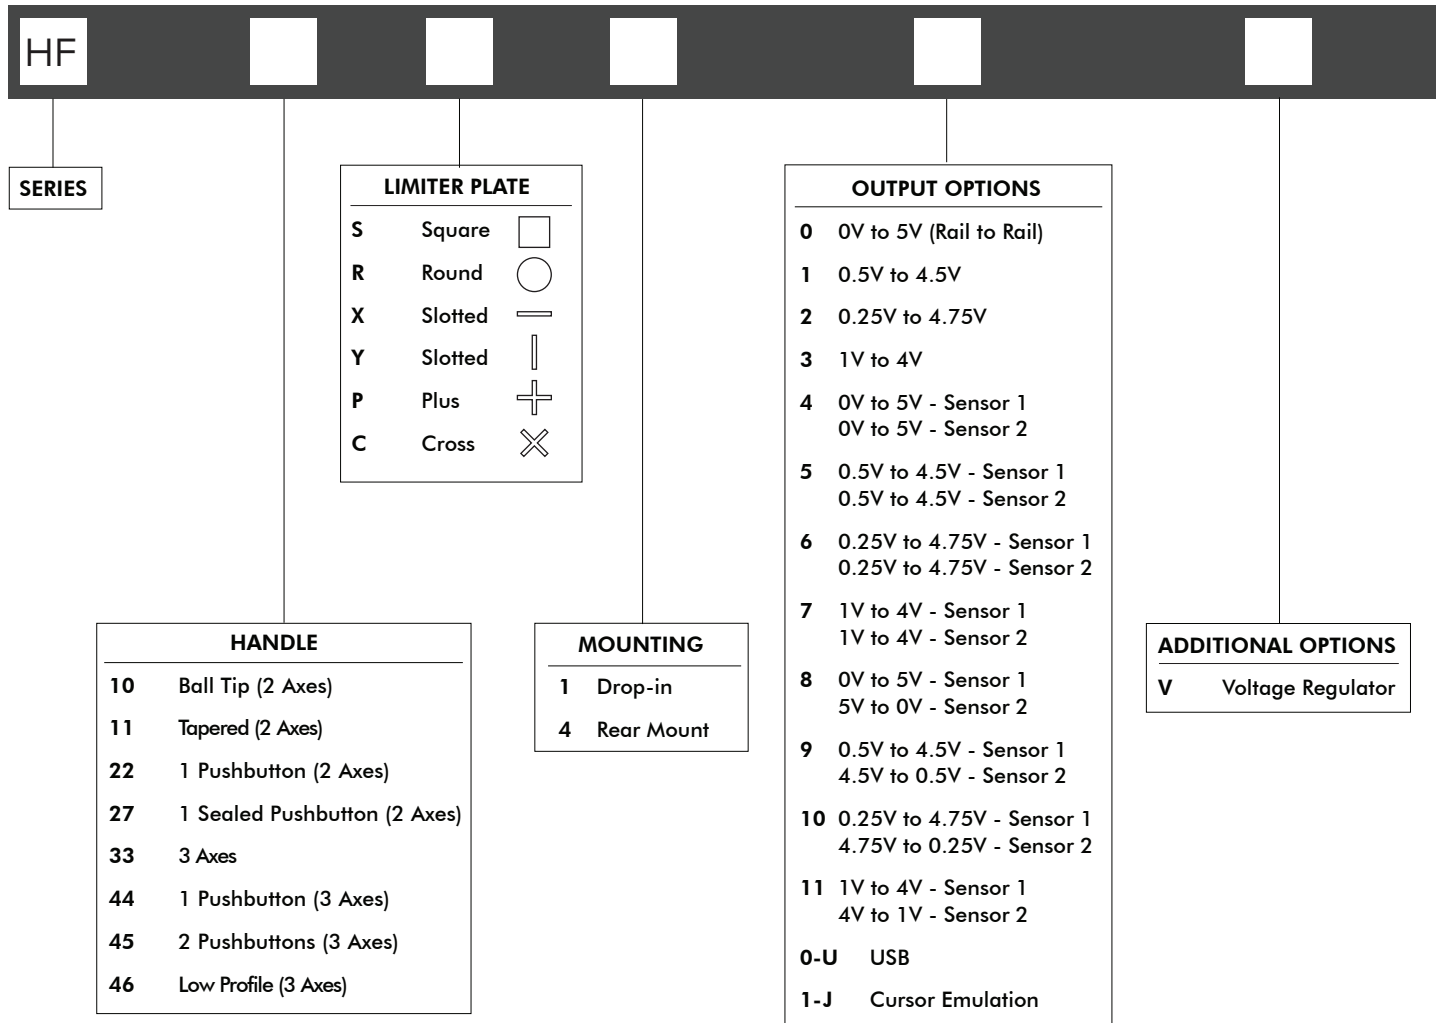 HF
SERIES
LIMITER PLATE
S Square
R Round
X Slotted
Y Slotted
P Plus
C Cross
OUTPUT OPTIONS
0 0V to 5V (Rail to Rail)
1 0.5V to 4.5V
2 0.25V to 4.75V
3 1V to 4V
4 0V to 5V - Sensor 1
0V to 5V - Sensor 2
5 0.5V to 4.5V - Sensor 1
0.5V to 4.5V - Sensor 2
6 0.25V to 4.75V - Sensor 1
0.25V to 4.75V - Sensor 2
7 1V to 4V - Sensor 1
1V to 4V - Sensor 2
8 0V to 5V - Sensor 1
5V to 0V - Sensor 2
9 0.5V to 4.5V - Sensor 1
4.5V to 0.5V - Sensor 2
10 0.25V to 4.75V - Sensor 1
4.75V to 0.25V - Sensor 2
11 1V to 4V - Sensor 1
4V to 1V - Sensor 2
0-U USB
1-J Cursor Emulation
HANDLE
10 Ball Tip (2 Axes)
11 Tapered (2 Axes)
22 1 Pushbutton (2 Axes)
27 1 Sealed Pushbutton (2 Axes)
33 3 Axes
44 1 Pushbutton (3 Axes)
45 2 Pushbuttons (3 Axes)
46 Low Profile (3 Axes)
MOUNTING
1 Drop-in
4 Rear Mount
ADDITIONAL OPTIONS
V Voltage Regulator